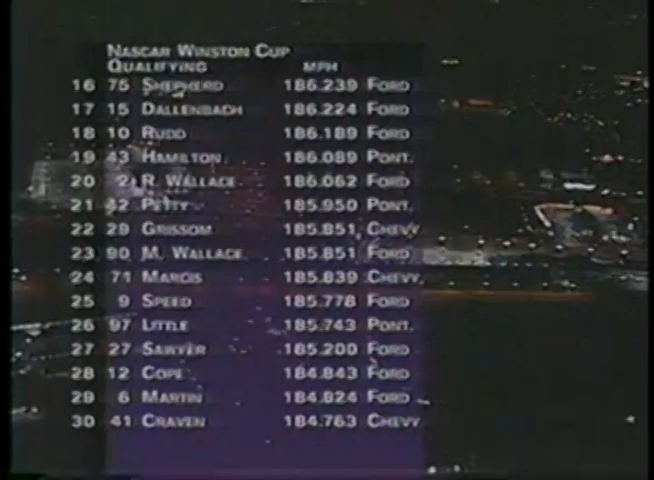 NASCAR WINSTON CUP
QUALIFYING MPH
16 75 SHEPHERD 186.239 FORD
17 15 DALLENBACH 186.224 FORD
18 10 RUDD 186.189 FORD
19 43 HAMILTON 186.089 PONT.
20 2 R. WALLACE 186.062 FORD
21 42 PETTY 185.950 PONT.
22 29 GRISSOM 185.851 CHEVY
23 90 M. WALLACE 185.851 FORD
24 71 MARCIS 185.839 CHEVY
25 9 SPEED 185.778 FORD
26 97 LITTLE 185.743 PONT.
27 27 SAWYER 185.200 FORD
28 12 COPE 184.843 FORD
29 6 MARTIN 184.824 FORD
30 41 CRAVEN 184.763 CHEVY